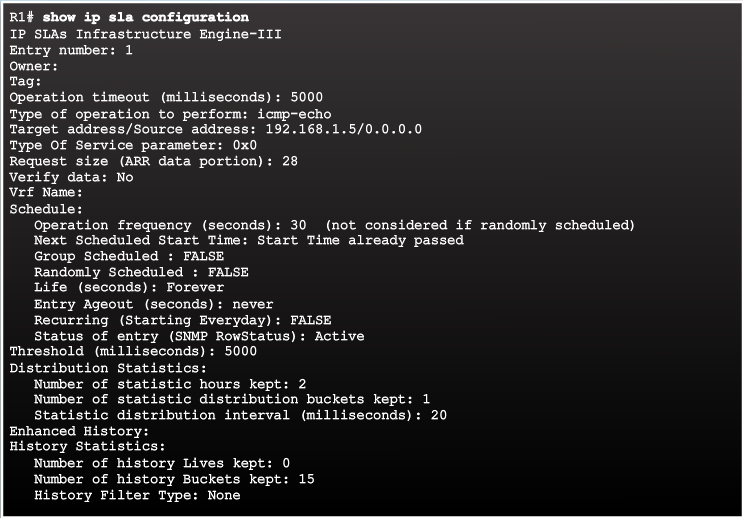 R1# show ip sla configuration
IP SLAs Infrastructure Engine-III
Entry number: 1
Owner:
Tag:
Operation timeout (milliseconds): 5000
Type of operation to perform: icmp-echo
Target address/Source address: 192.168.1.5/0.0.0.0
Type Of Service parameter: 0x0
Request size (ARR data portion): 28
Verify data: No
Vrf Name:
Schedule:
   Operation frequency (seconds): 30  (not considered if randomly scheduled)
   Next Scheduled Start Time: Start Time already passed
   Group Scheduled : FALSE
   Randomly Scheduled : FALSE
   Life (seconds): Forever
   Entry Ageout (seconds): never
   Recurring (Starting Everyday): FALSE
   Status of entry (SNMP RowStatus): Active
Threshold (milliseconds): 5000
Distribution Statistics:
   Number of statistic hours kept: 2
   Number of statistic distribution buckets kept: 1
   Statistic distribution interval (milliseconds): 20
Enhanced History:
History Statistics:
   Number of history Lives kept: 0
   Number of history Buckets kept: 15
   History Filter Type: None